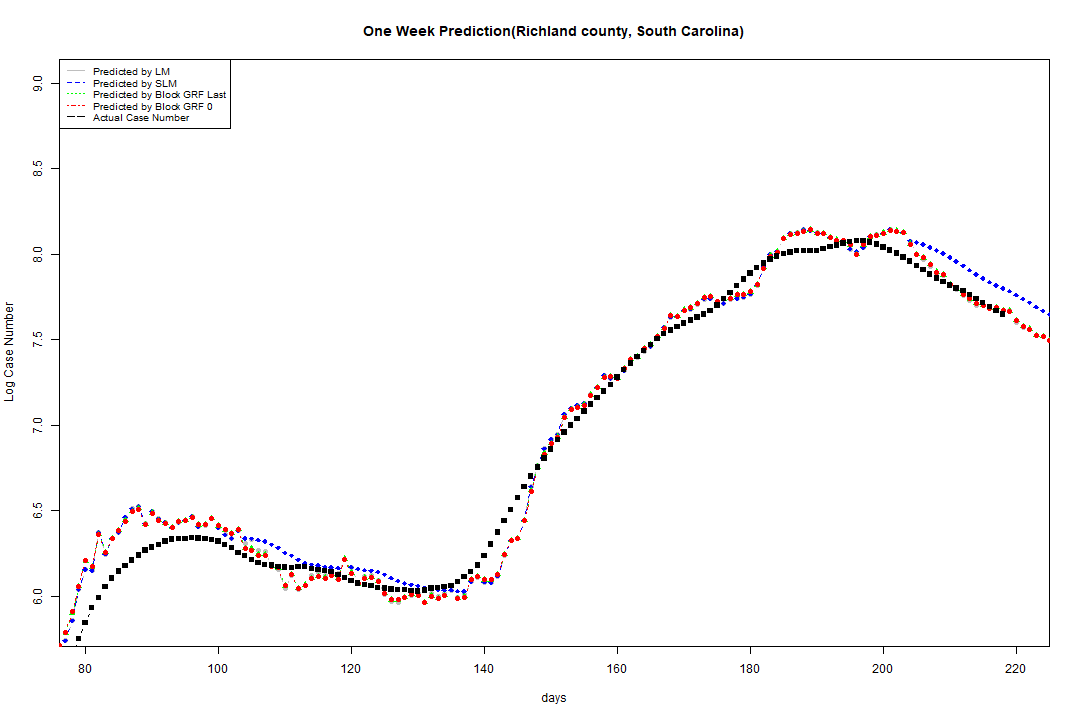 One Week Prediction(Richland county, South Carolina)
Predicted by LM
Predicted by SLM
Predicted by Block GRF Last
Predicted by Block GRF 0
Actual Case Number
Log Case Number
9.0
8.5
8.0
7.5
7.0
6.5
6.0
80 100 120 140 160 180 200 220
days